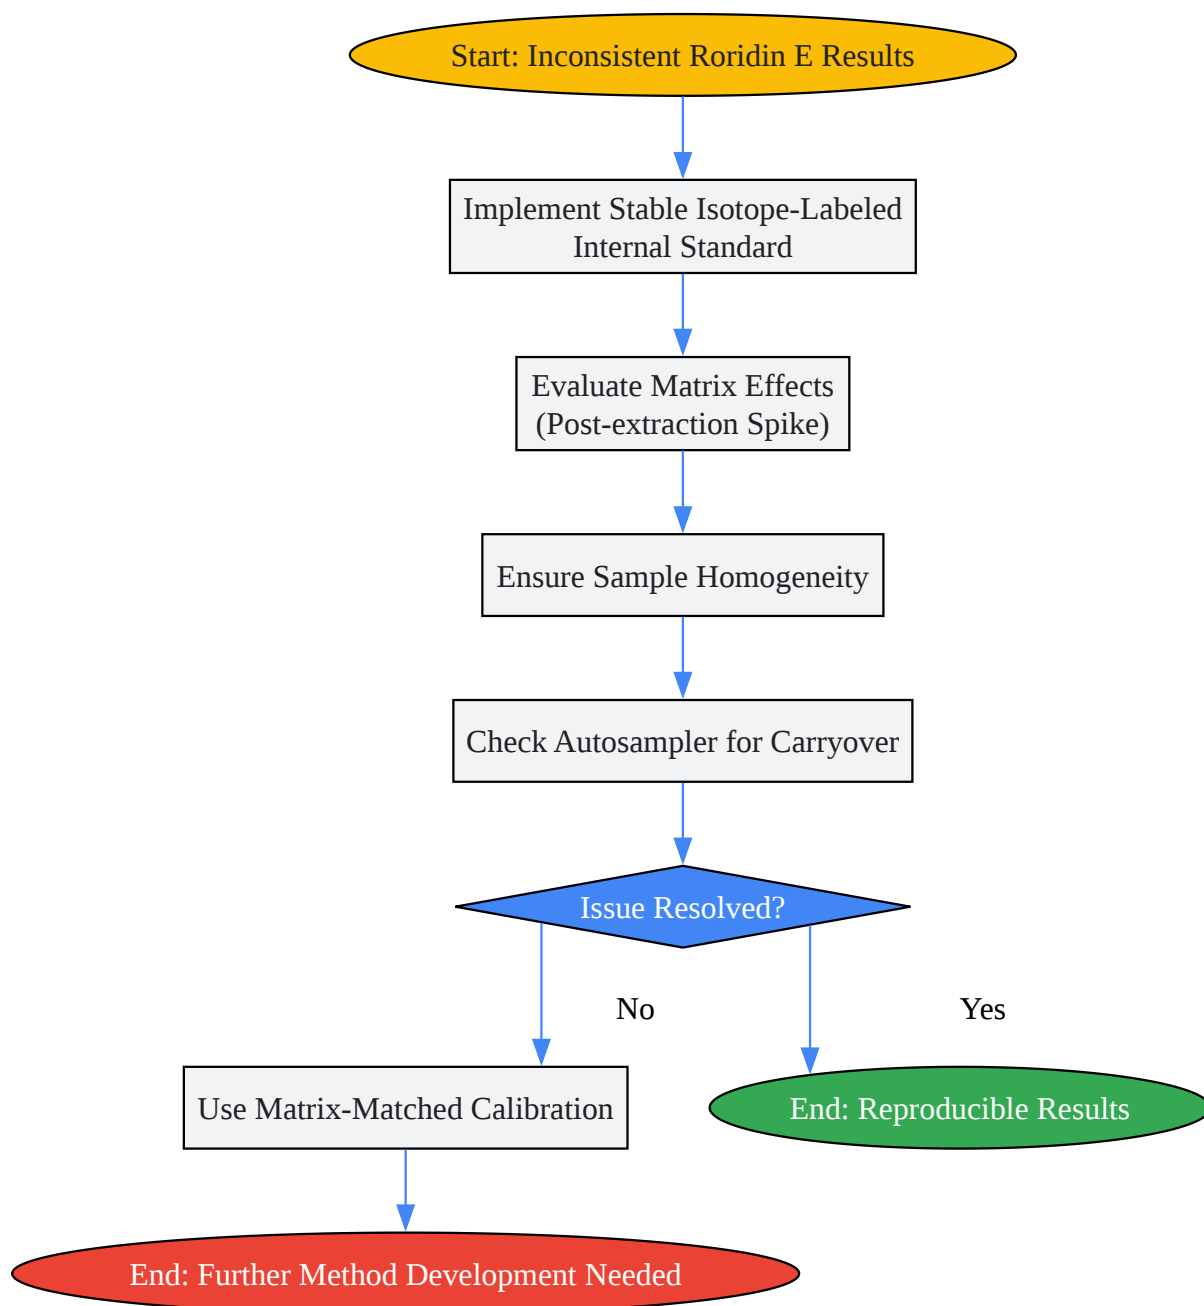 Start: Inconsistent Roridin E Results
Implement Stable Isotope-Labeled
Internal Standard
Evaluate Matrix Effects
(Post-extraction Spike)
Ensure Sample Homogeneity
Check Autosampler for Carryover
Issue Resolved?
No
Yes
Use Matrix-Matched Calibration
End: Reproducible Results
End: Further Method Development Needed